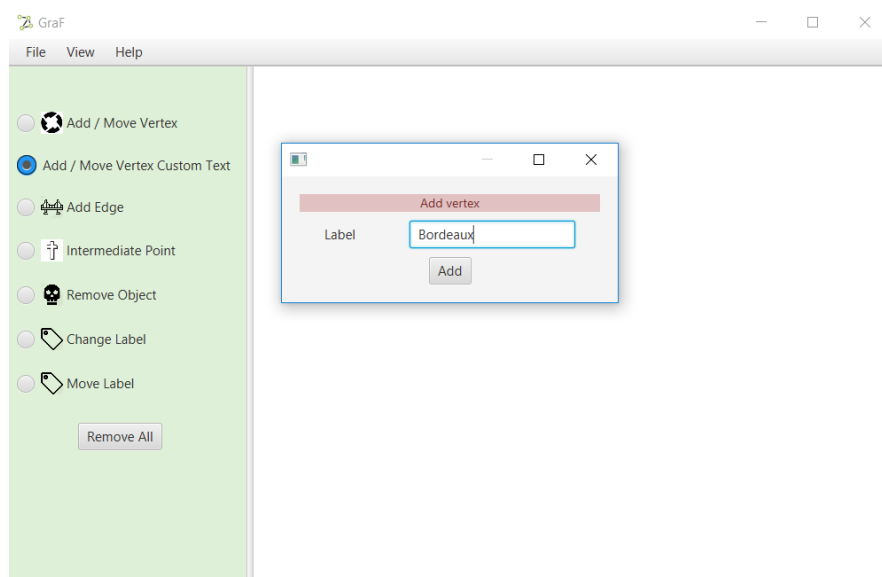 GraF
File View Help
Add / Move Vertex
Add / Move Vertex Custom Text
Add Edge
Intermediate Point
Remove Object
Change Label
Move Label
Remove All
Add vertex
Label Bordeaux
Add